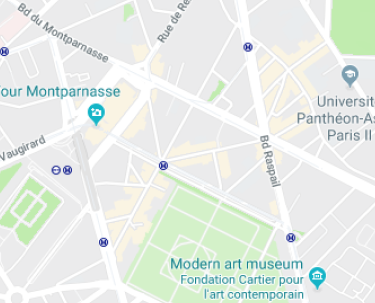 Bd du Montparnasse
Rue de Re
our Montparnasse
Vaugirard
Universite
Panthéon-As
Paris II
Bd Raspail
Modern art museum
Fondation Cartier pour
l'art contemporain